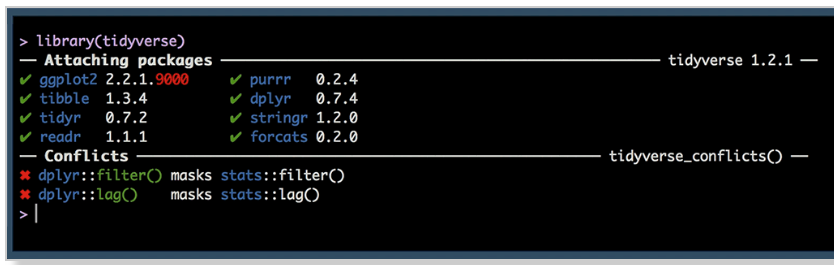 > library(tidyverse)
— Attaching packages ——————————————— tidyverse 1.2.1 —
✔ ggplot2 2.2.1.9000     ✔ purrr   0.2.4
✔ tibble  1.3.4          ✔ dplyr   0.7.4
✔ tidyr   0.7.2          ✔ stringr 1.2.0
✔ readr   1.1.1          ✔ forcats 0.2.0
— Conflicts ——————————————— tidyverse_conflicts() —
✖ dplyr::filter() masks stats::filter()
✖ dplyr::lag()    masks stats::lag()
>